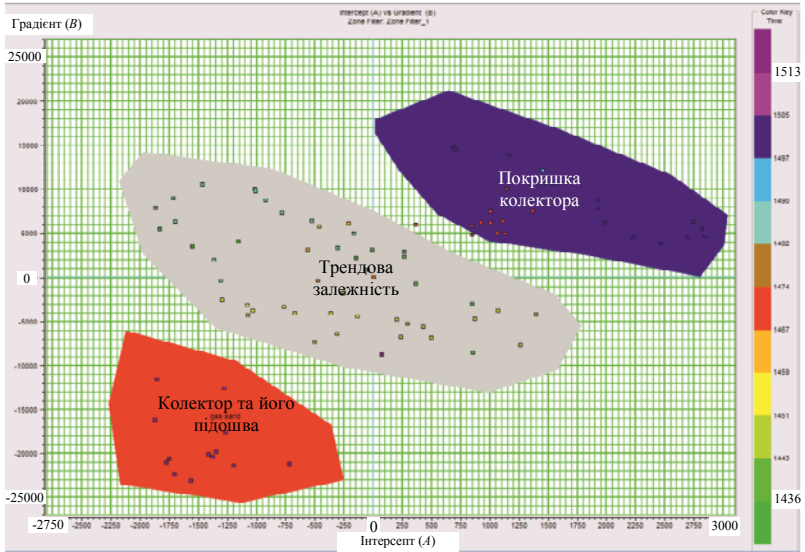 Intercept (A) vs Gradient (B)
Zone Filter: Zone Filter_1
Color Key
Time
Градієнт (B)
25000
20000
15000
10000
5000
0
-5000
-10000
-15000
-20000
-25000
Покришка
колектора
Трендова
залежність
Колектор та його
gas sand
підошва
-2750 -2500 -2250 -2000 -1750 -1500 -1250 -1000 -750 -500 -250 0 250 500 750 1000 1250 1500 1750 2000 2250 2500 2750 3000
Інтерсепт (A)
1513
1505
1497
1489
1482
1474
1467
1459
1451
1443
1436